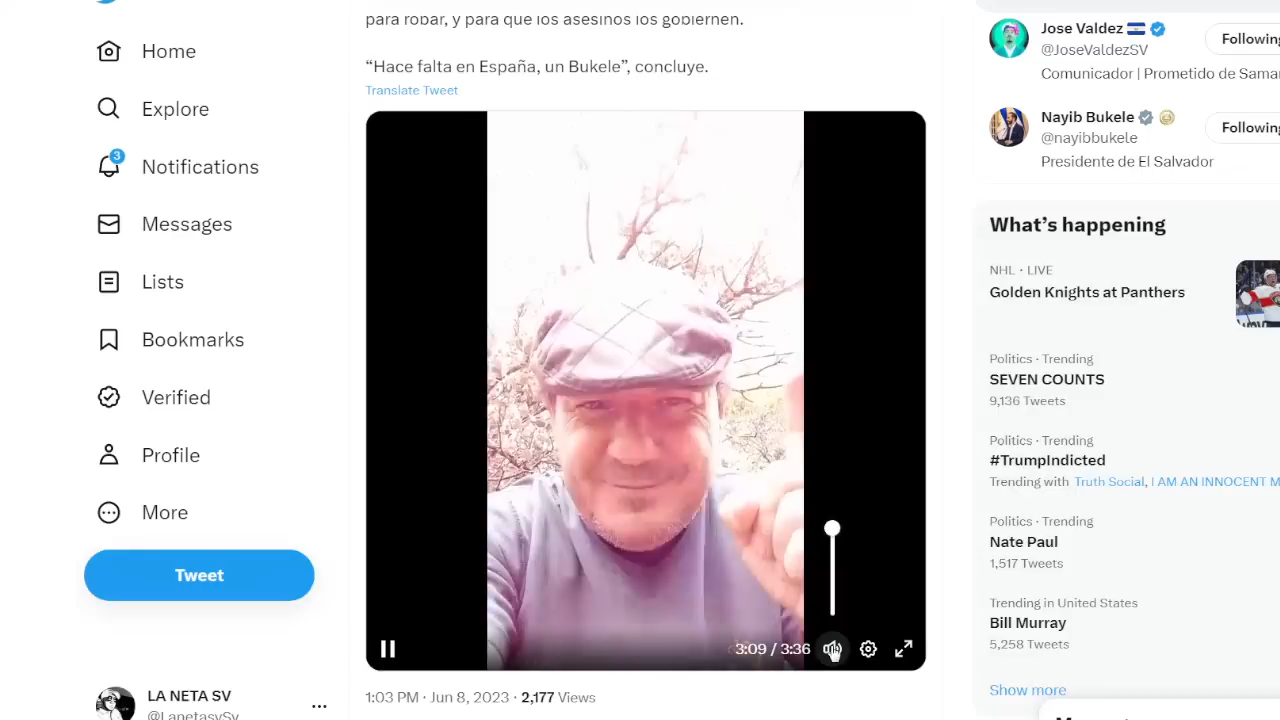 Home
Explore
3
Notifications
Messages
Lists
Bookmarks
Verified
Profile
More
Tweet
LA NETA SV
@LanetasvSv
para robar, y para que los asesinos los gobiernen.
“Hace falta en España, un Bukele”, concluye.
Translate Tweet
3:09 / 3:36
1:03 PM · Jun 8, 2023 · 2,177 Views
Jose Valdez
@JoseValdezSV
Following
Comunicador | Prometido de Samar
Nayib Bukele
@nayibbukele
Following
Presidente de El Salvador
What’s happening
NHL · LIVE
Golden Knights at Panthers
Politics · Trending
SEVEN COUNTS
9,136 Tweets
Politics · Trending
#TrumpIndicted
Trending with Truth Social, I AM AN INNOCENT M
Politics · Trending
Nate Paul
1,517 Tweets
Trending in United States
Bill Murray
5,258 Tweets
Show more